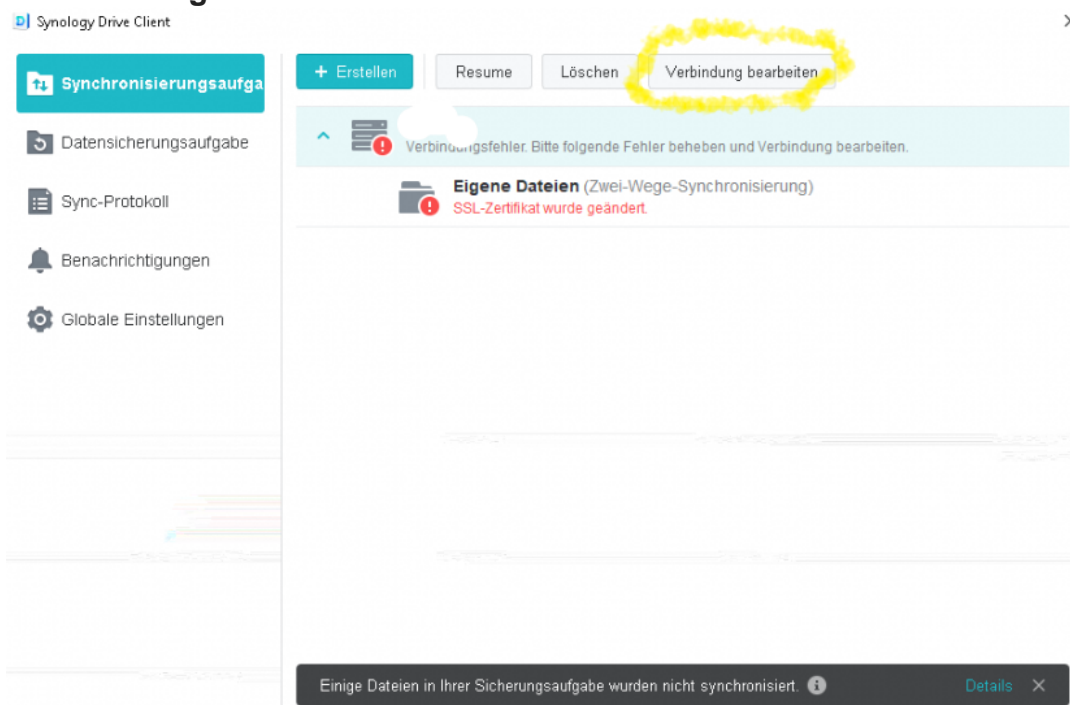 Synology Drive Client
+ Erstellen Resume Löschen Verbindung bearbeiten
Synchronisierungsaufga
Datensicherungsaufgabe
Sync-Protokoll
Benachrichtigungen
Globale Einstellungen
Verbindungsfehler. Bitte folgende Fehler beheben und Verbindung bearbeiten.
Eigene Dateien (Zwei-Wege-Synchronisierung)
SSL-Zertifikat wurde geändert.
Einige Dateien in Ihrer Sicherungsaufgabe wurden nicht synchronisiert. Details